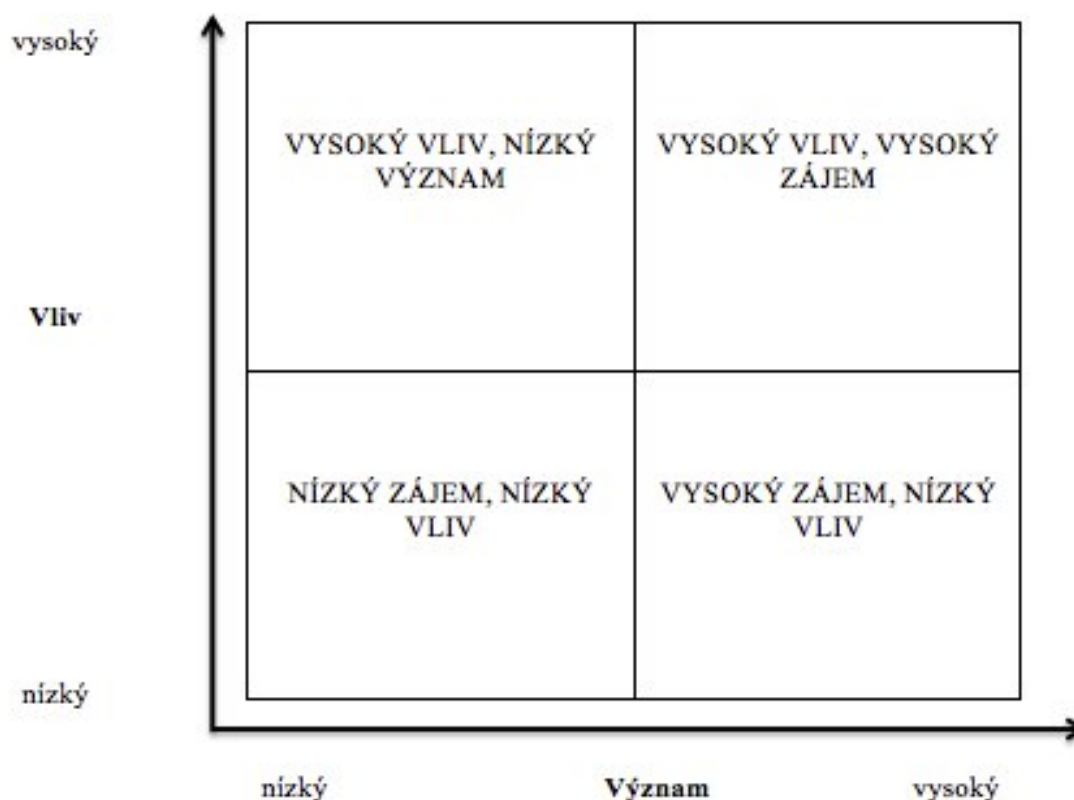 vysoký
VYSOKÝ VLIV, NÍZKÝ
VÝZNAM
VYSOKÝ VLIV, VYSOKÝ
ZÁJEM
Vliv
NÍZKÝ ZÁJEM, NÍZKÝ
VLIV
VYSOKÝ ZÁJEM, NÍZKÝ
VLIV
nízký
nízký
Význam
vysoký